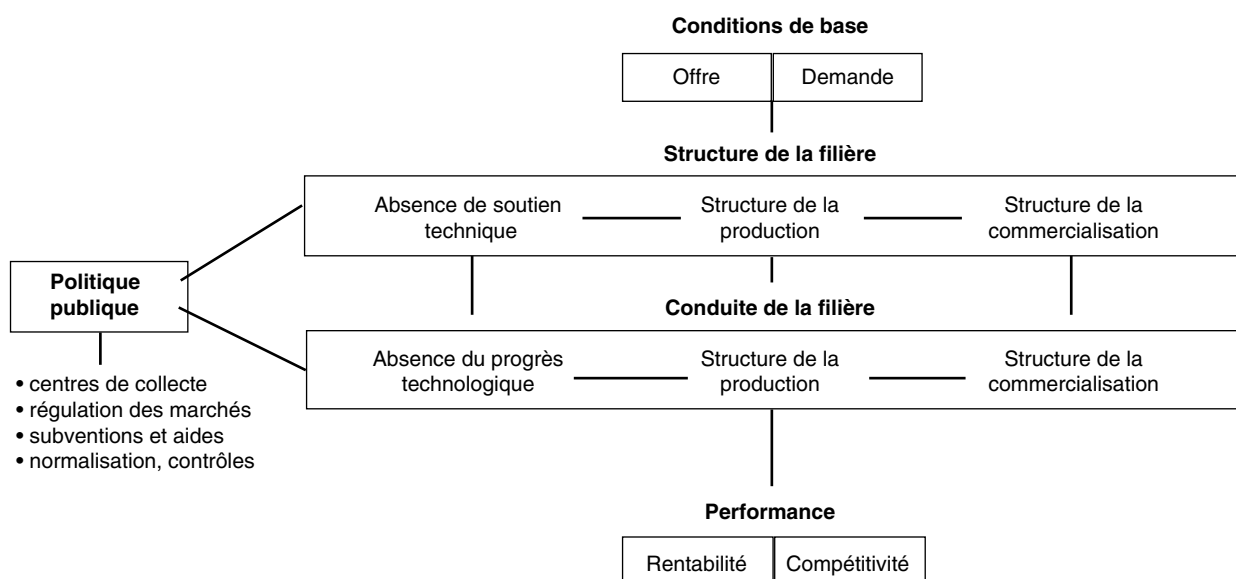 Conditions de base
Offre
Demande
Structure de la filière
Absence de soutien
technique
Structure de la
production
Structure de la
commercialisation
Politique
publique
Conduite de la filière
Absence du progrès
technologique
Structure de la
production
Structure de la
commercialisation
• centres de collecte
• régulation des marchés
• subventions et aides
• normalisation, contrôles
Performance
Rentabilité
Compétitivité